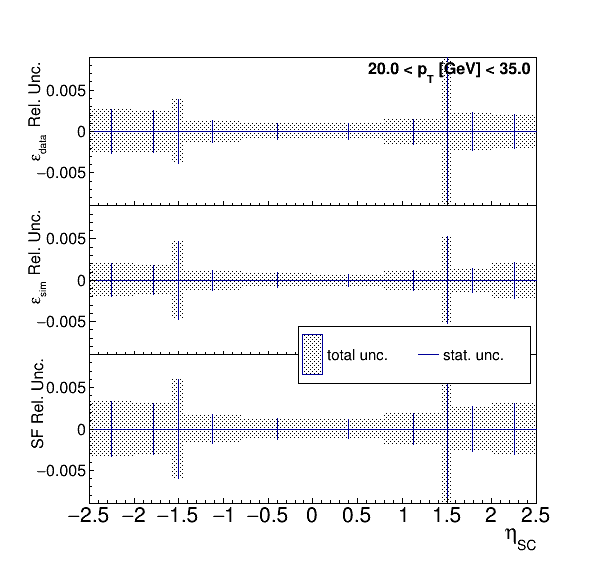 20.0 < p_T [GeV] < 35.0
ε_data Rel. Unc.
0.005
0
−0.005
ε_sim Rel. Unc.
0.005
0
−0.005
total unc.
stat. unc.
SF Rel. Unc.
0.005
0
−0.005
−2.5 −2 −1.5 −1 −0.5 0 0.5 1 1.5 2 2.5
η_SC